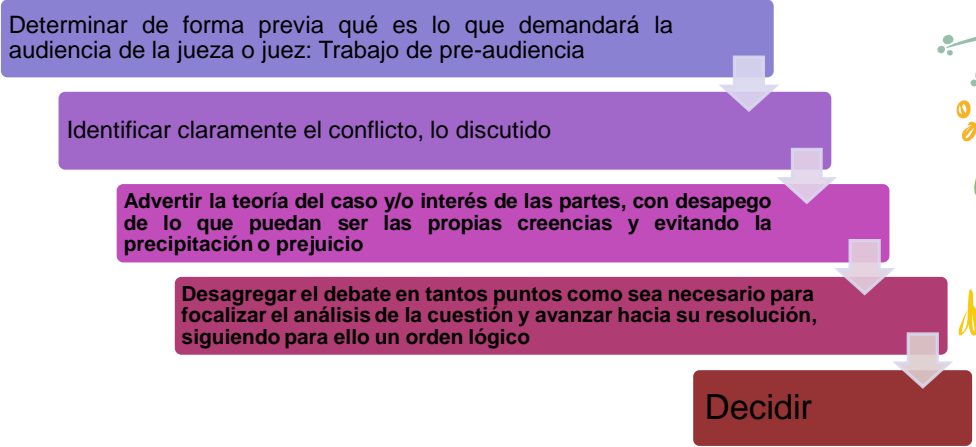 Determinar de forma previa qué es lo que demandará la
audiencia de la jueza o juez: Trabajo de pre-audiencia
Identificar claramente el conflicto, lo discutido
Advertir la teoría del caso y/o interés de las partes, con desapego
de lo que puedan ser las propias creencias y evitando la
precipitación o prejuicio
Desagregar el debate en tantos puntos como sea necesario para
focalizar el análisis de la cuestión y avanzar hacia su resolución,
siguiendo para ello un orden lógico
Decidir